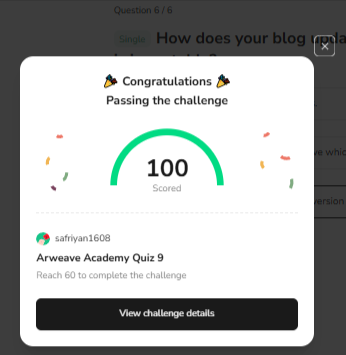 Question 6 / 6
Single How does your blog upda
Congratulations
Passing the challenge
100
Scored
safriyan1608
Arweave Academy Quiz 9
Reach 60 to complete the challenge
View challenge details